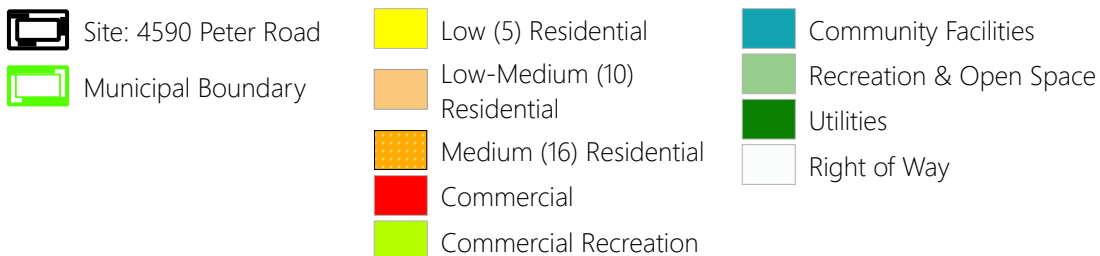 Site: 4590 Peter Road
Municipal Boundary
Low (5) Residential
Low-Medium (10)
Residential
Medium (16) Residential
Commercial
Commercial Recreation
Community Facilities
Recreation & Open Space
Utilities
Right of Way